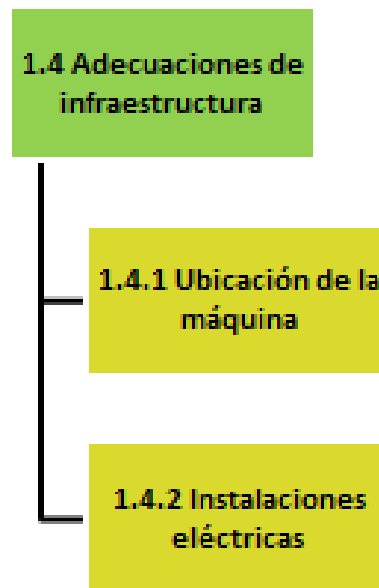 1.4 Adecuaciones de
infraestructura
1.4.1 Ubicación de la
máquina
1.4.2 Instalaciones
eléctricas